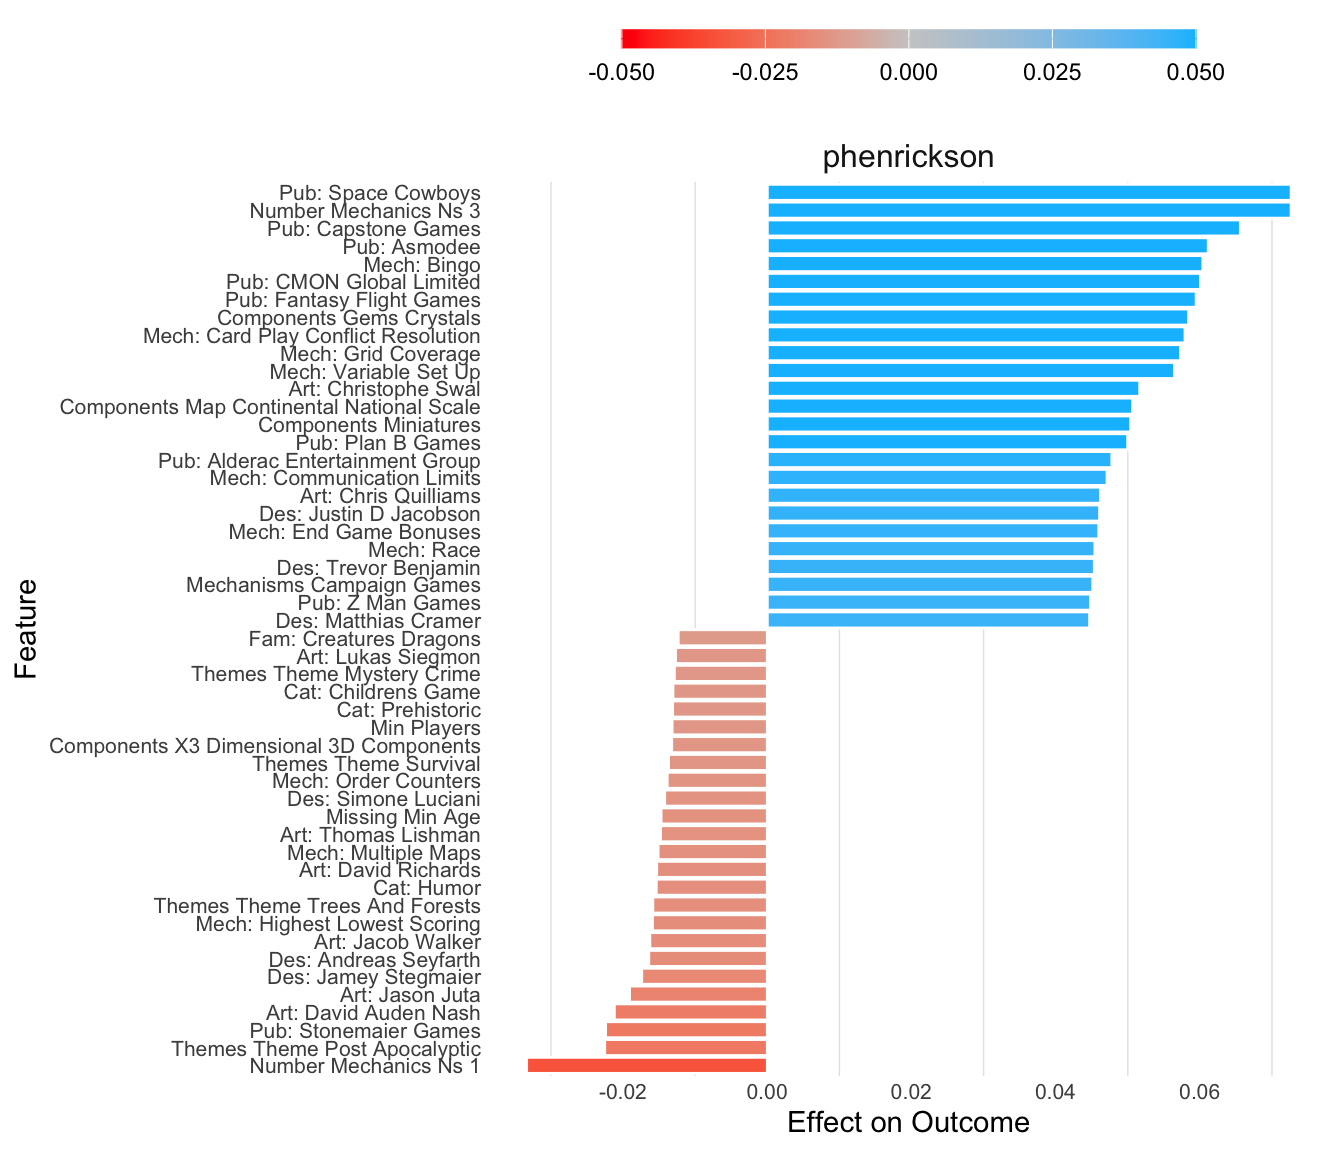 -0.050 -0.025 0.000 0.025 0.050
phenrickson
Feature
Pub: Space Cowboys
Number Mechanics Ns 3
Pub: Capstone Games
Pub: Asmodee
Mech: Bingo
Pub: CMON Global Limited
Pub: Fantasy Flight Games
Components Gems Crystals
Mech: Card Play Conflict Resolution
Mech: Grid Coverage
Mech: Variable Set Up
Art: Christophe Swal
Components Map Continental National Scale
Components Miniatures
Pub: Plan B Games
Pub: Alderac Entertainment Group
Mech: Communication Limits
Art: Chris Quilliams
Des: Justin D Jacobson
Mech: End Game Bonuses
Mech: Race
Des: Trevor Benjamin
Mechanisms Campaign Games
Pub: Z Man Games
Des: Matthias Cramer
Fam: Creatures Dragons
Art: Lukas Siegmon
Themes Theme Mystery Crime
Cat: Childrens Game
Cat: Prehistoric
Min Players
Components X3 Dimensional 3D Components
Themes Theme Survival
Mech: Order Counters
Des: Simone Luciani
Missing Min Age
Art: Thomas Lishman
Mech: Multiple Maps
Art: David Richards
Cat: Humor
Themes Theme Trees And Forests
Mech: Highest Lowest Scoring
Art: Jacob Walker
Des: Andreas Seyfarth
Des: Jamey Stegmaier
Art: Jason Juta
Art: David Auden Nash
Pub: Stonemaier Games
Themes Theme Post Apocalyptic
Number Mechanics Ns 1
-0.02 0.00 0.02 0.04 0.06
Effect on Outcome